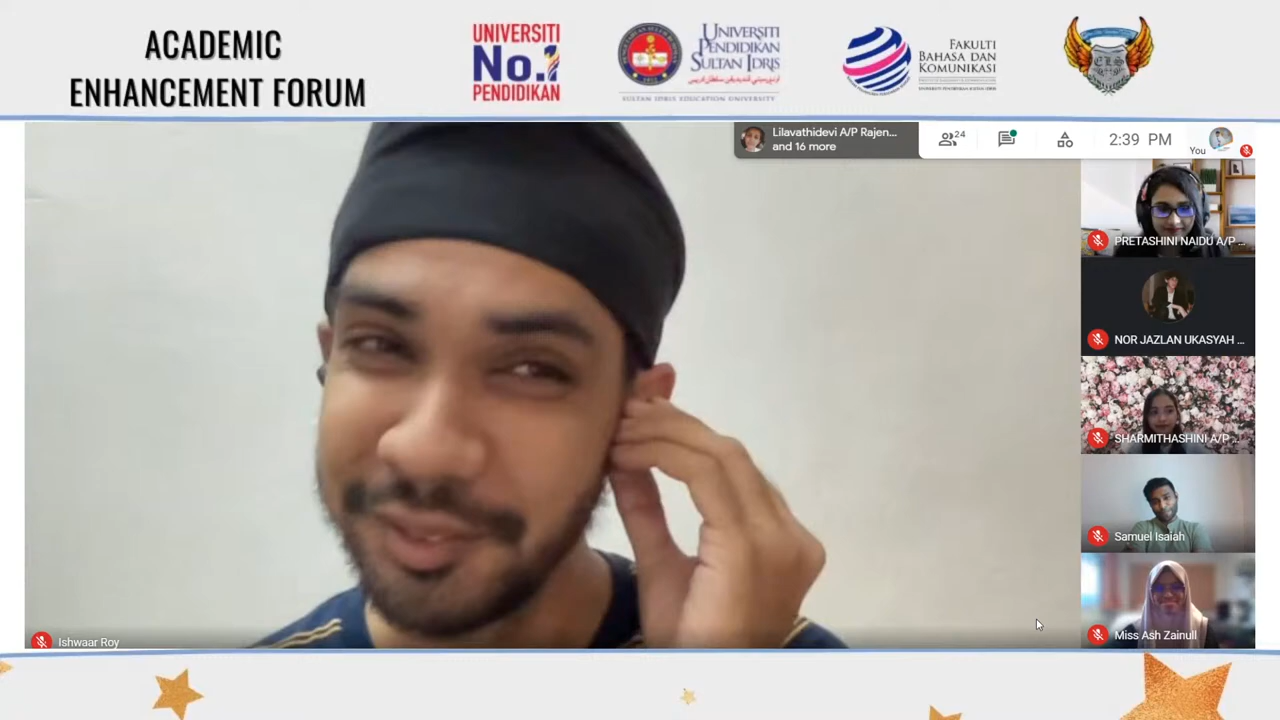 ACADEMIC
ENHANCEMENT FORUM
UNIVERSITI
No.1
PENDIDIKAN
UNIVERSITI
PENDIDIKAN
SULTAN IDRIS
SULTAN IDRIS EDUCATION UNIVERSITY
FAKULTI
BAHASA DAN
KOMUNIKASI
ELS
Lilavathidevi A/P Rajen...
and 16 more
24
2:39 PM
You
PRETASHINI NAIDU A/P ...
NOR JAZLAN UKASYAH ...
SHARMITHASHINI A/P ...
Samuel Isaiah
Miss Ash Zainull
Ishwaar Roy